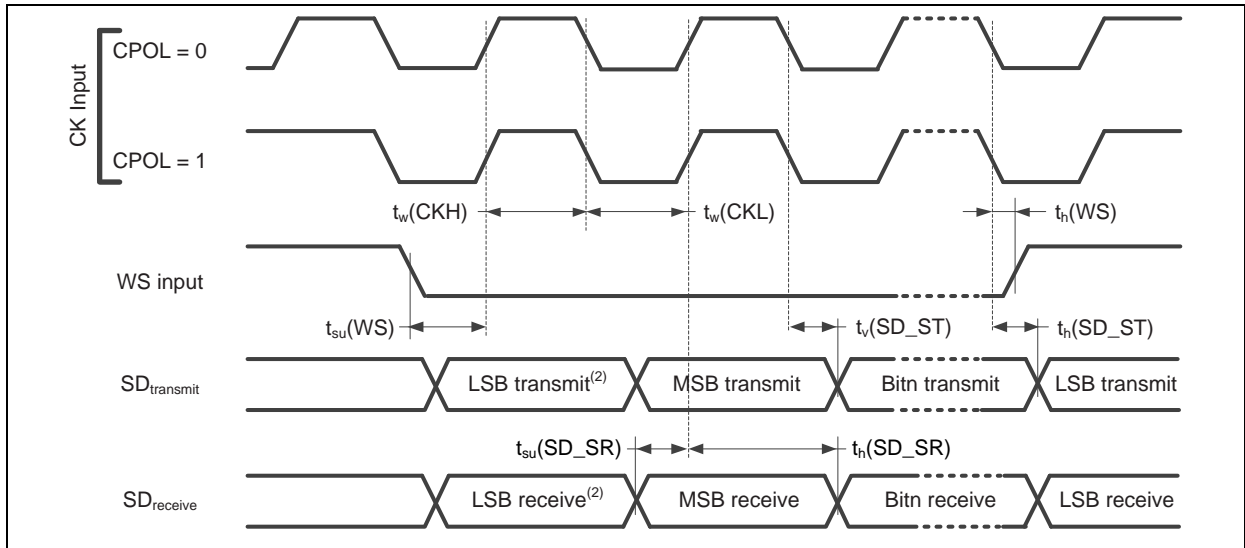 CK Input
CPOL = 0
CPOL = 1
tw(CKH)
tw(CKL)
th(WS)
WS input
tsu(WS)
tv(SD_ST)
th(SD_ST)
SDtransmit
LSB transmit(2)
MSB transmit
Bitn transmit
LSB transmit
tsu(SD_SR)
th(SD_SR)
SDreceive
LSB receive(2)
MSB receive
Bitn receive
LSB receive